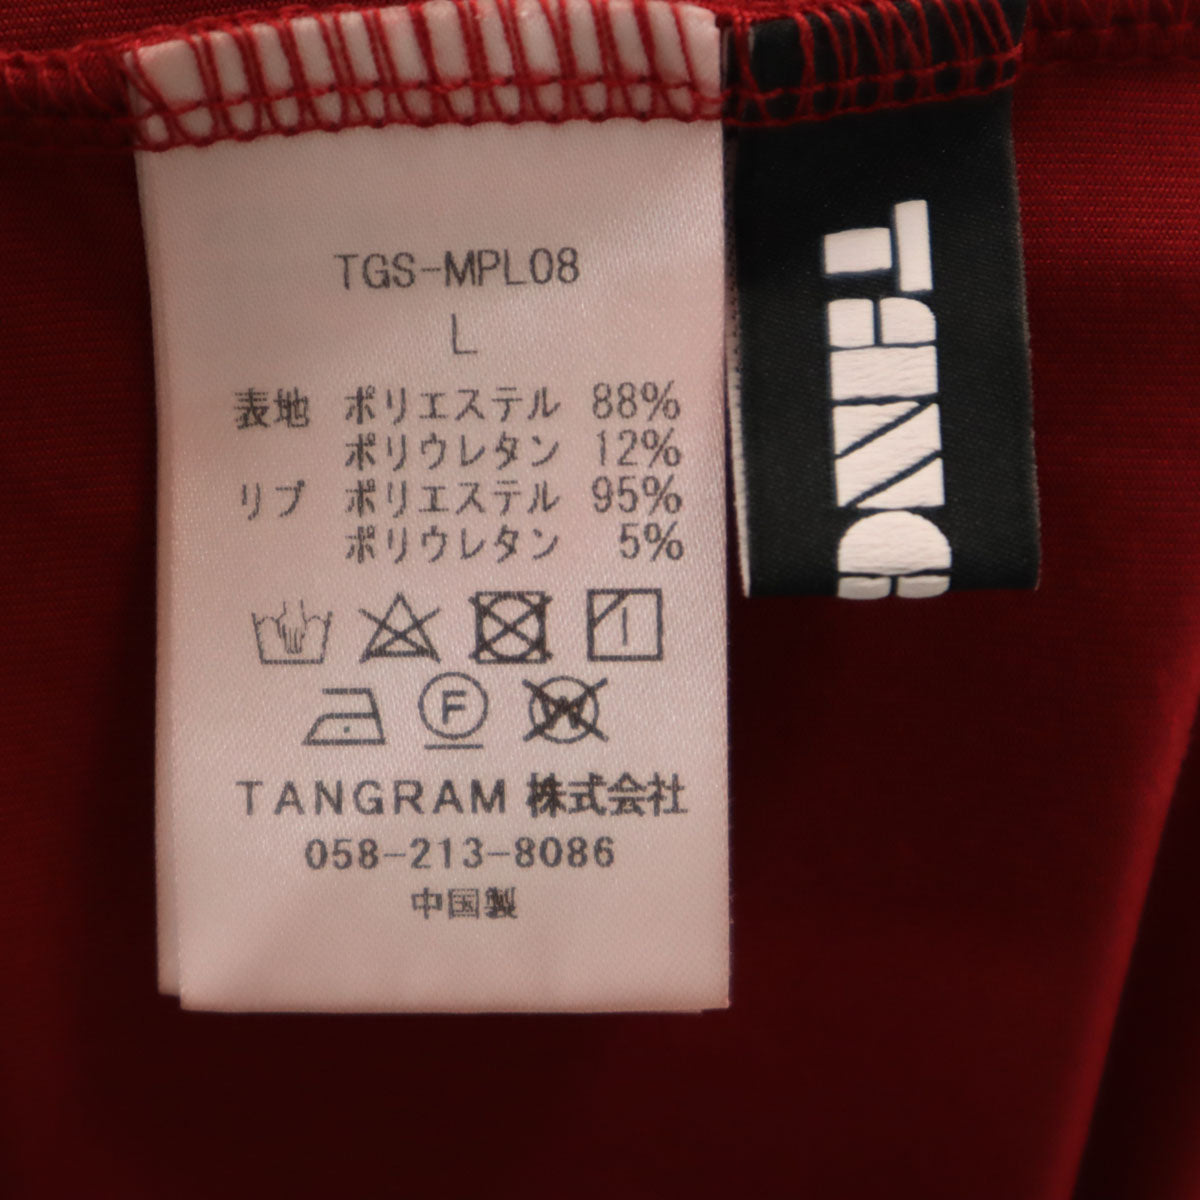 TGS-MPL08
L
表地 ポリエステル 88%
ポリウレタン 12%
リブ ポリエステル 95%
ポリウレタン 5%
F
W
TANGRAM 株式会社
058-213-8086
中国製
TANG